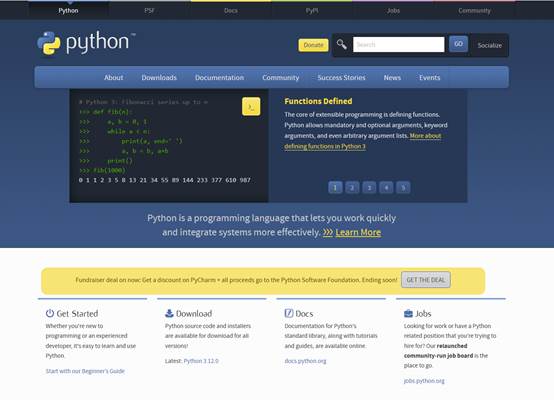 Python PSF Docs PyPI Jobs Community
python™
Donate Search GO Socialize
About Downloads Documentation Community Success Stories News Events
# Python 3: Fibonacci series up to n
>>> def fib(n):
>>>     a, b = 0, 1
>>>     while a < n:
>>>         print(a, end=' ')
>>>         a, b = b, a+b
>>>     print()
>>> fib(1000)
0 1 1 2 3 5 8 13 21 34 55 89 144 233 377 610 987
>_
Functions Defined
The core of extensible programming is defining functions.
Python allows mandatory and optional arguments, keyword
arguments, and even arbitrary argument lists. More about
defining functions in Python 3
1 2 3 4 5
Python is a programming language that lets you work quickly
and integrate systems more effectively. >>> Learn More
Fundraiser deal on now: Get a discount on PyCharm + all proceeds go to the Python Software Foundation. Ending soon! GET THE DEAL
Get Started
Whether you're new to
programming or an experienced
developer, it's easy to learn and use
Python.
Start with our Beginner's Guide
Download
Python source code and installers
are available for download for all
versions!
Latest: Python 3.12.0
Docs
Documentation for Python's
standard library, along with tutorials
and guides, are available online.
docs.python.org
Jobs
Looking for work or have a Python
related position that you're trying to
hire for? Our relaunched
community-run job board is the
place to go.
jobs.python.org